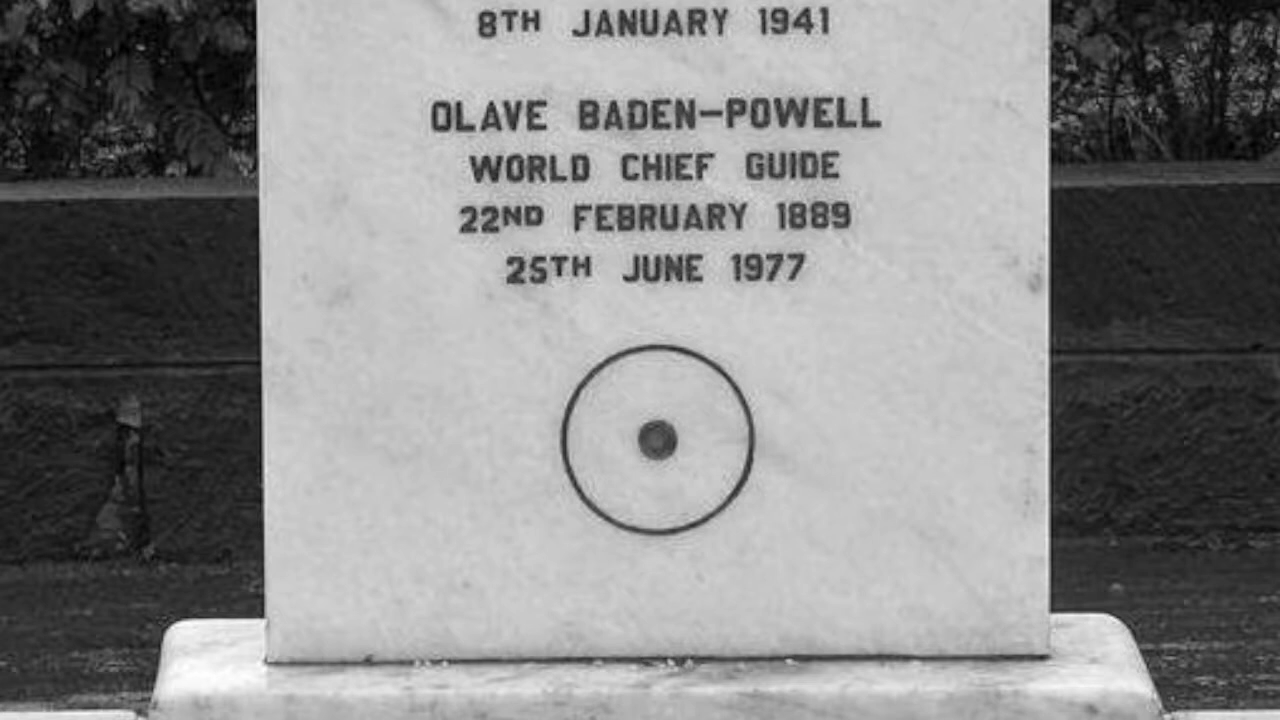 8TH JANUARY 1941
OLAVE BADEN-POWELL
WORLD CHIEF GUIDE
22ND FEBRUARY 1889
25TH JUNE 1977